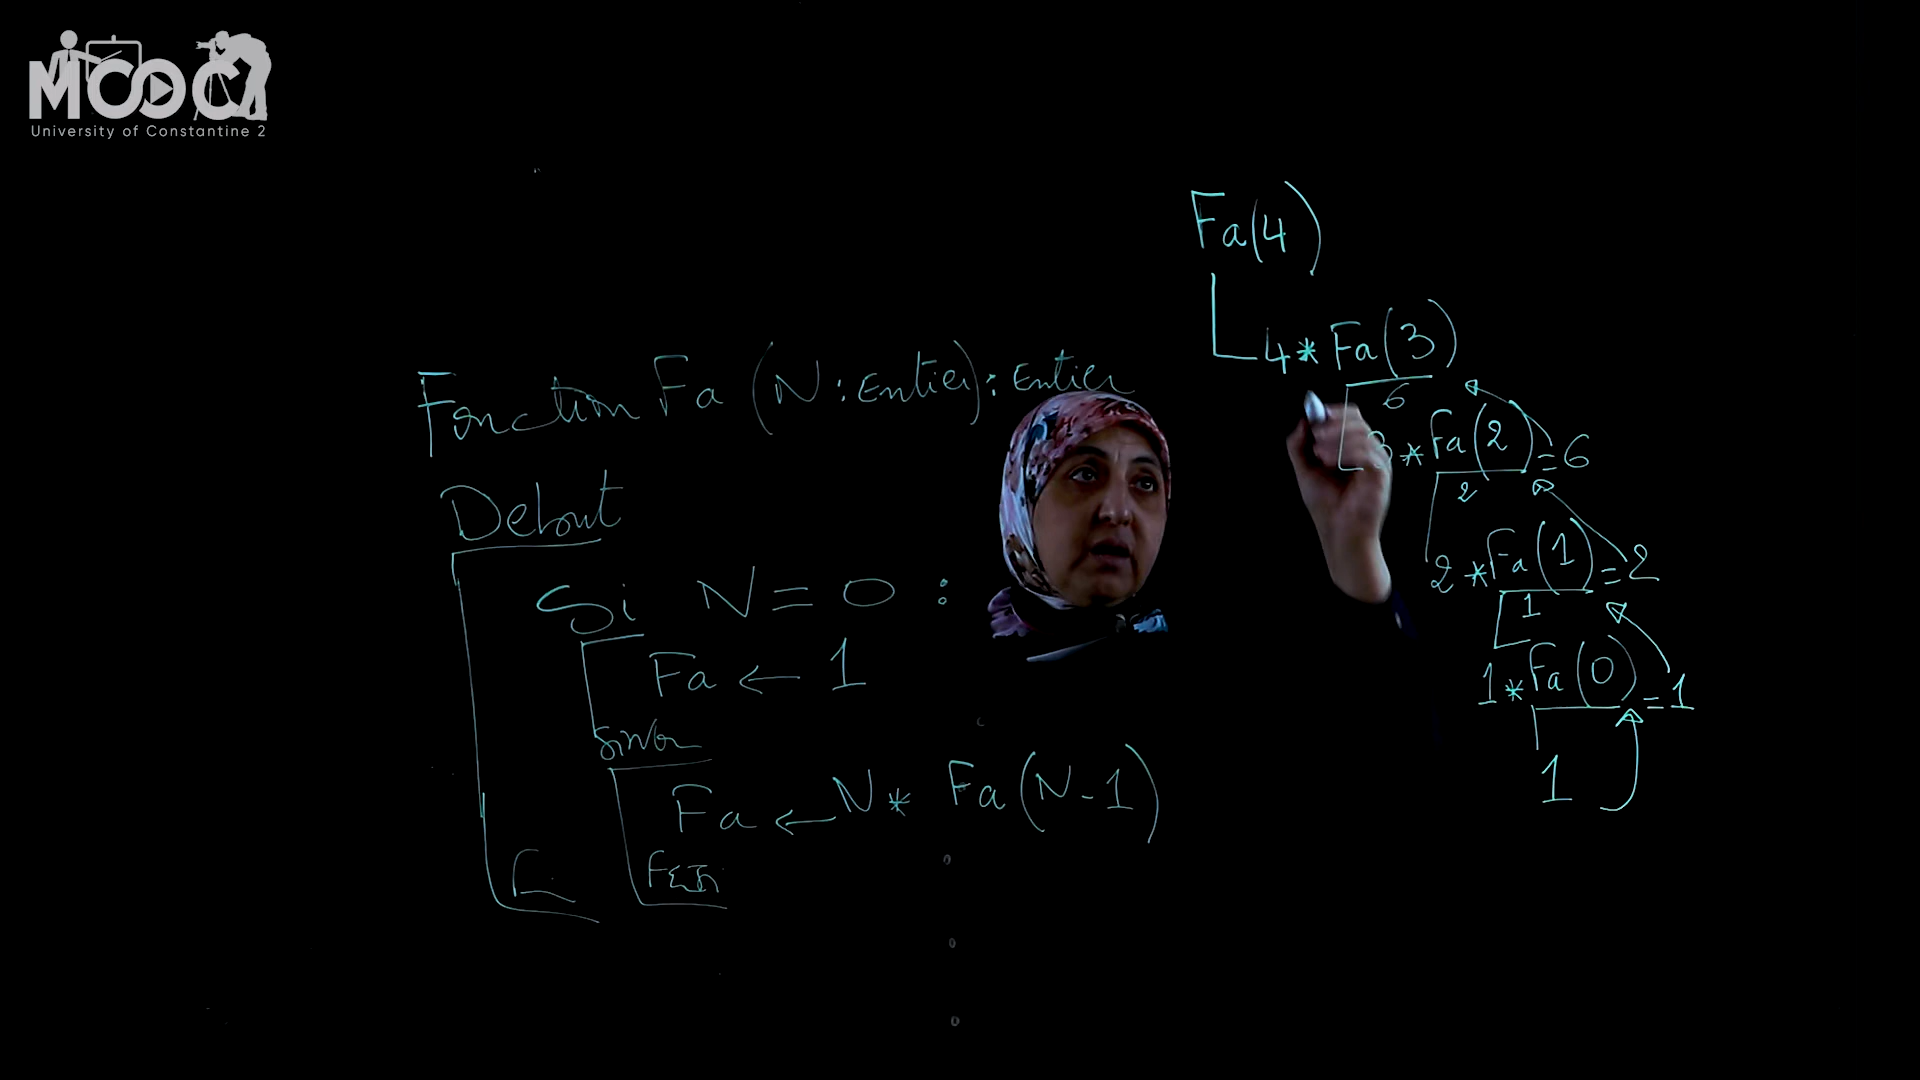 MOOC
University of Constantine 2
Fonction Fa (N : Entier) : Entier
Debut
Si N = 0 :
Fa ← 1
Sinon
Fa ← N * Fa (N - 1)
FinSi
Fin
Fa(4)
4 * Fa(3)
6
3 * Fa(2) = 6
2
2 * Fa(1) = 2
1
1 * Fa(0) = 1
1